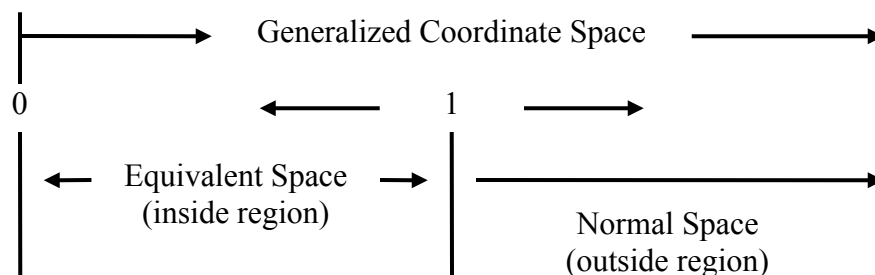 Generalized Coordinate Space
0 1
Equivalent Space
(inside region)
Normal Space
(outside region)